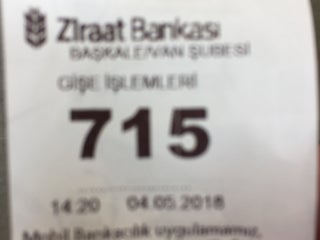 Ziraat Bankası
BAŞKALE/VAN ŞUBESİ
GİŞE İŞLEMLERİ
715
14:20 04.05.2018
Mobil Bankacılık uygulamamız,